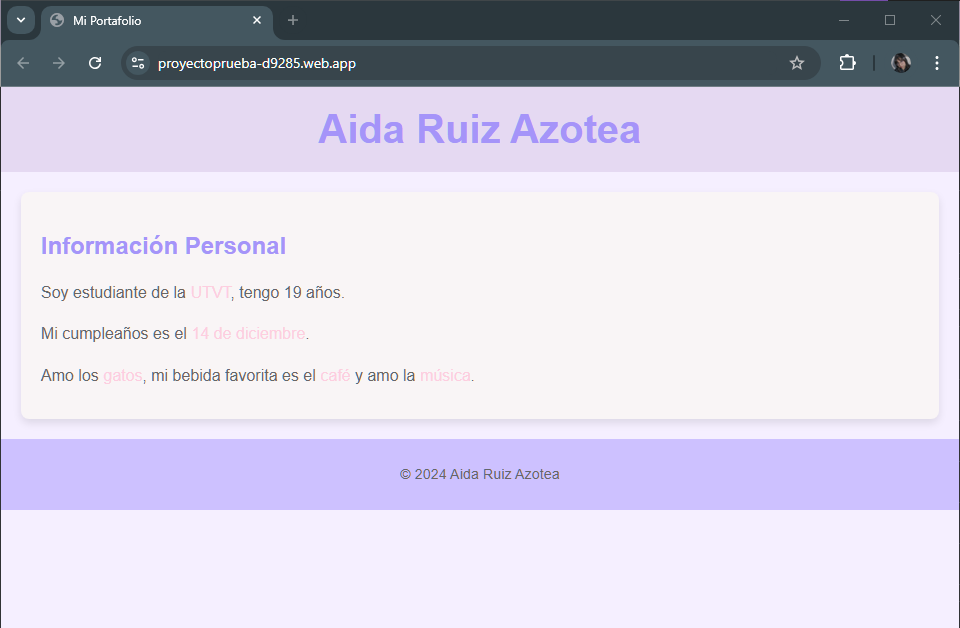 Mi Portafolio
proyectoprueba-d9285.web.app
Aida Ruiz Azotea
Información Personal
Soy estudiante de la UTVT, tengo 19 años.
Mi cumpleaños es el 14 de diciembre.
Amo los gatos, mi bebida favorita es el café y amo la música.
© 2024 Aida Ruiz Azotea